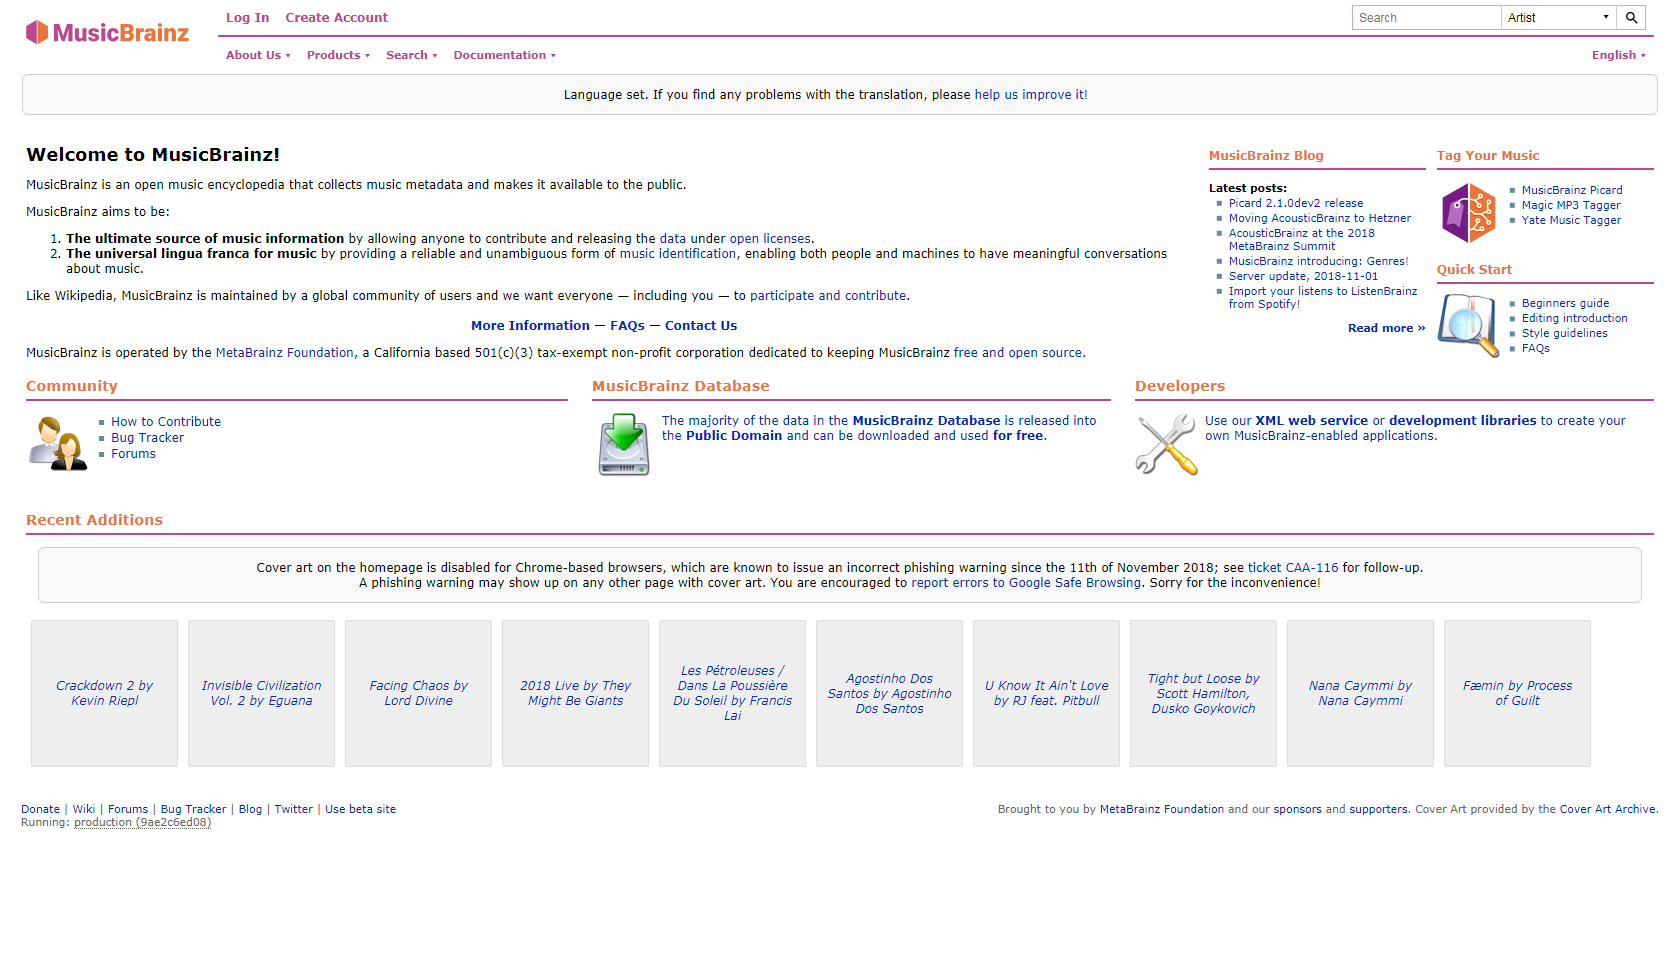 MusicBrainz
Log In Create Account
Search Artist
About Us Products Search Documentation
English
Language set. If you find any problems with the translation, please help us improve it!
Welcome to MusicBrainz!
MusicBrainz is an open music encyclopedia that collects music metadata and makes it available to the public.
MusicBrainz aims to be:
1. The ultimate source of music information by allowing anyone to contribute and releasing the data under open licenses.
2. The universal lingua franca for music by providing a reliable and unambiguous form of music identification, enabling both people and machines to have meaningful conversations
about music.
Like Wikipedia, MusicBrainz is maintained by a global community of users and we want everyone — including you — to participate and contribute.
More Information — FAQs — Contact Us
MusicBrainz is operated by the MetaBrainz Foundation, a California based 501(c)(3) tax-exempt non-profit corporation dedicated to keeping MusicBrainz free and open source.
MusicBrainz Blog
Latest posts:
Picard 2.1.0dev2 release
Moving AcousticBrainz to Hetzner
AcousticBrainz at the 2018
MetaBrainz Summit
MusicBrainz introducing: Genres!
Server update, 2018-11-01
Import your listens to ListenBrainz
from Spotify!
Read more »
Tag Your Music
MusicBrainz Picard
Magic MP3 Tagger
Yate Music Tagger
Quick Start
Beginners guide
Editing introduction
Style guidelines
FAQs
Community
How to Contribute
Bug Tracker
Forums
MusicBrainz Database
The majority of the data in the MusicBrainz Database is released into
the Public Domain and can be downloaded and used for free.
Developers
Use our XML web service or development libraries to create your
own MusicBrainz-enabled applications.
Recent Additions
Cover art on the homepage is disabled for Chrome-based browsers, which are known to issue an incorrect phishing warning since the 11th of November 2018; see ticket CAA-116 for follow-up.
A phishing warning may show up on any other page with cover art. You are encouraged to report errors to Google Safe Browsing. Sorry for the inconvenience!
Crackdown 2 by
Kevin Riepl
Invisible Civilization
Vol. 2 by Eguana
Facing Chaos by
Lord Divine
2018 Live by They
Might Be Giants
Les Pétroleuses /
Dans La Poussière
Du Soleil by Francis
Lai
Agostinho Dos
Santos by Agostinho
Dos Santos
U Know It Ain't Love
by RJ feat. Pitbull
Tight but Loose by
Scott Hamilton,
Dusko Goykovich
Nana Caymmi by
Nana Caymmi
Fæmin by Process
of Guilt
Donate | Wiki | Forums | Bug Tracker | Blog | Twitter | Use beta site
Running: production (9ae2c6ed08)
Brought to you by MetaBrainz Foundation and our sponsors and supporters. Cover Art provided by the Cover Art Archive.